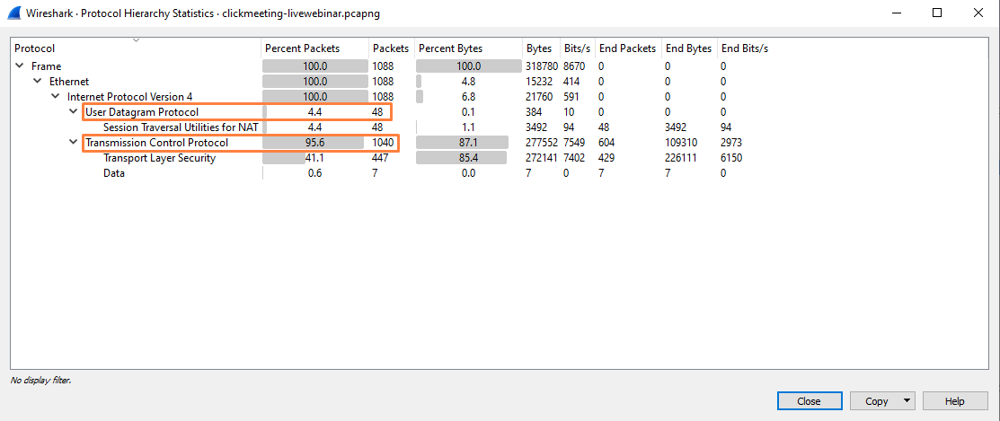 Wireshark · Protocol Hierarchy Statistics · clickmeeting-livewebinar.pcapng
Protocol Percent Packets Packets Percent Bytes Bytes Bits/s End Packets End Bytes End Bits/s
Frame 100.0 1088 100.0 318780 8670 0 0 0
Ethernet 100.0 1088 4.8 15232 414 0 0 0
Internet Protocol Version 4 100.0 1088 6.8 21760 591 0 0 0
User Datagram Protocol 4.4 48 0.1 384 10 0 0 0
Session Traversal Utilities for NAT 4.4 48 1.1 3492 94 48 3492 94
Transmission Control Protocol 95.6 1040 87.1 277552 7549 604 109310 2973
Transport Layer Security 41.1 447 85.4 272141 7402 429 226111 6150
Data 0.6 7 0.0 7 0 7 7 0
No display filter.
Close Copy Help